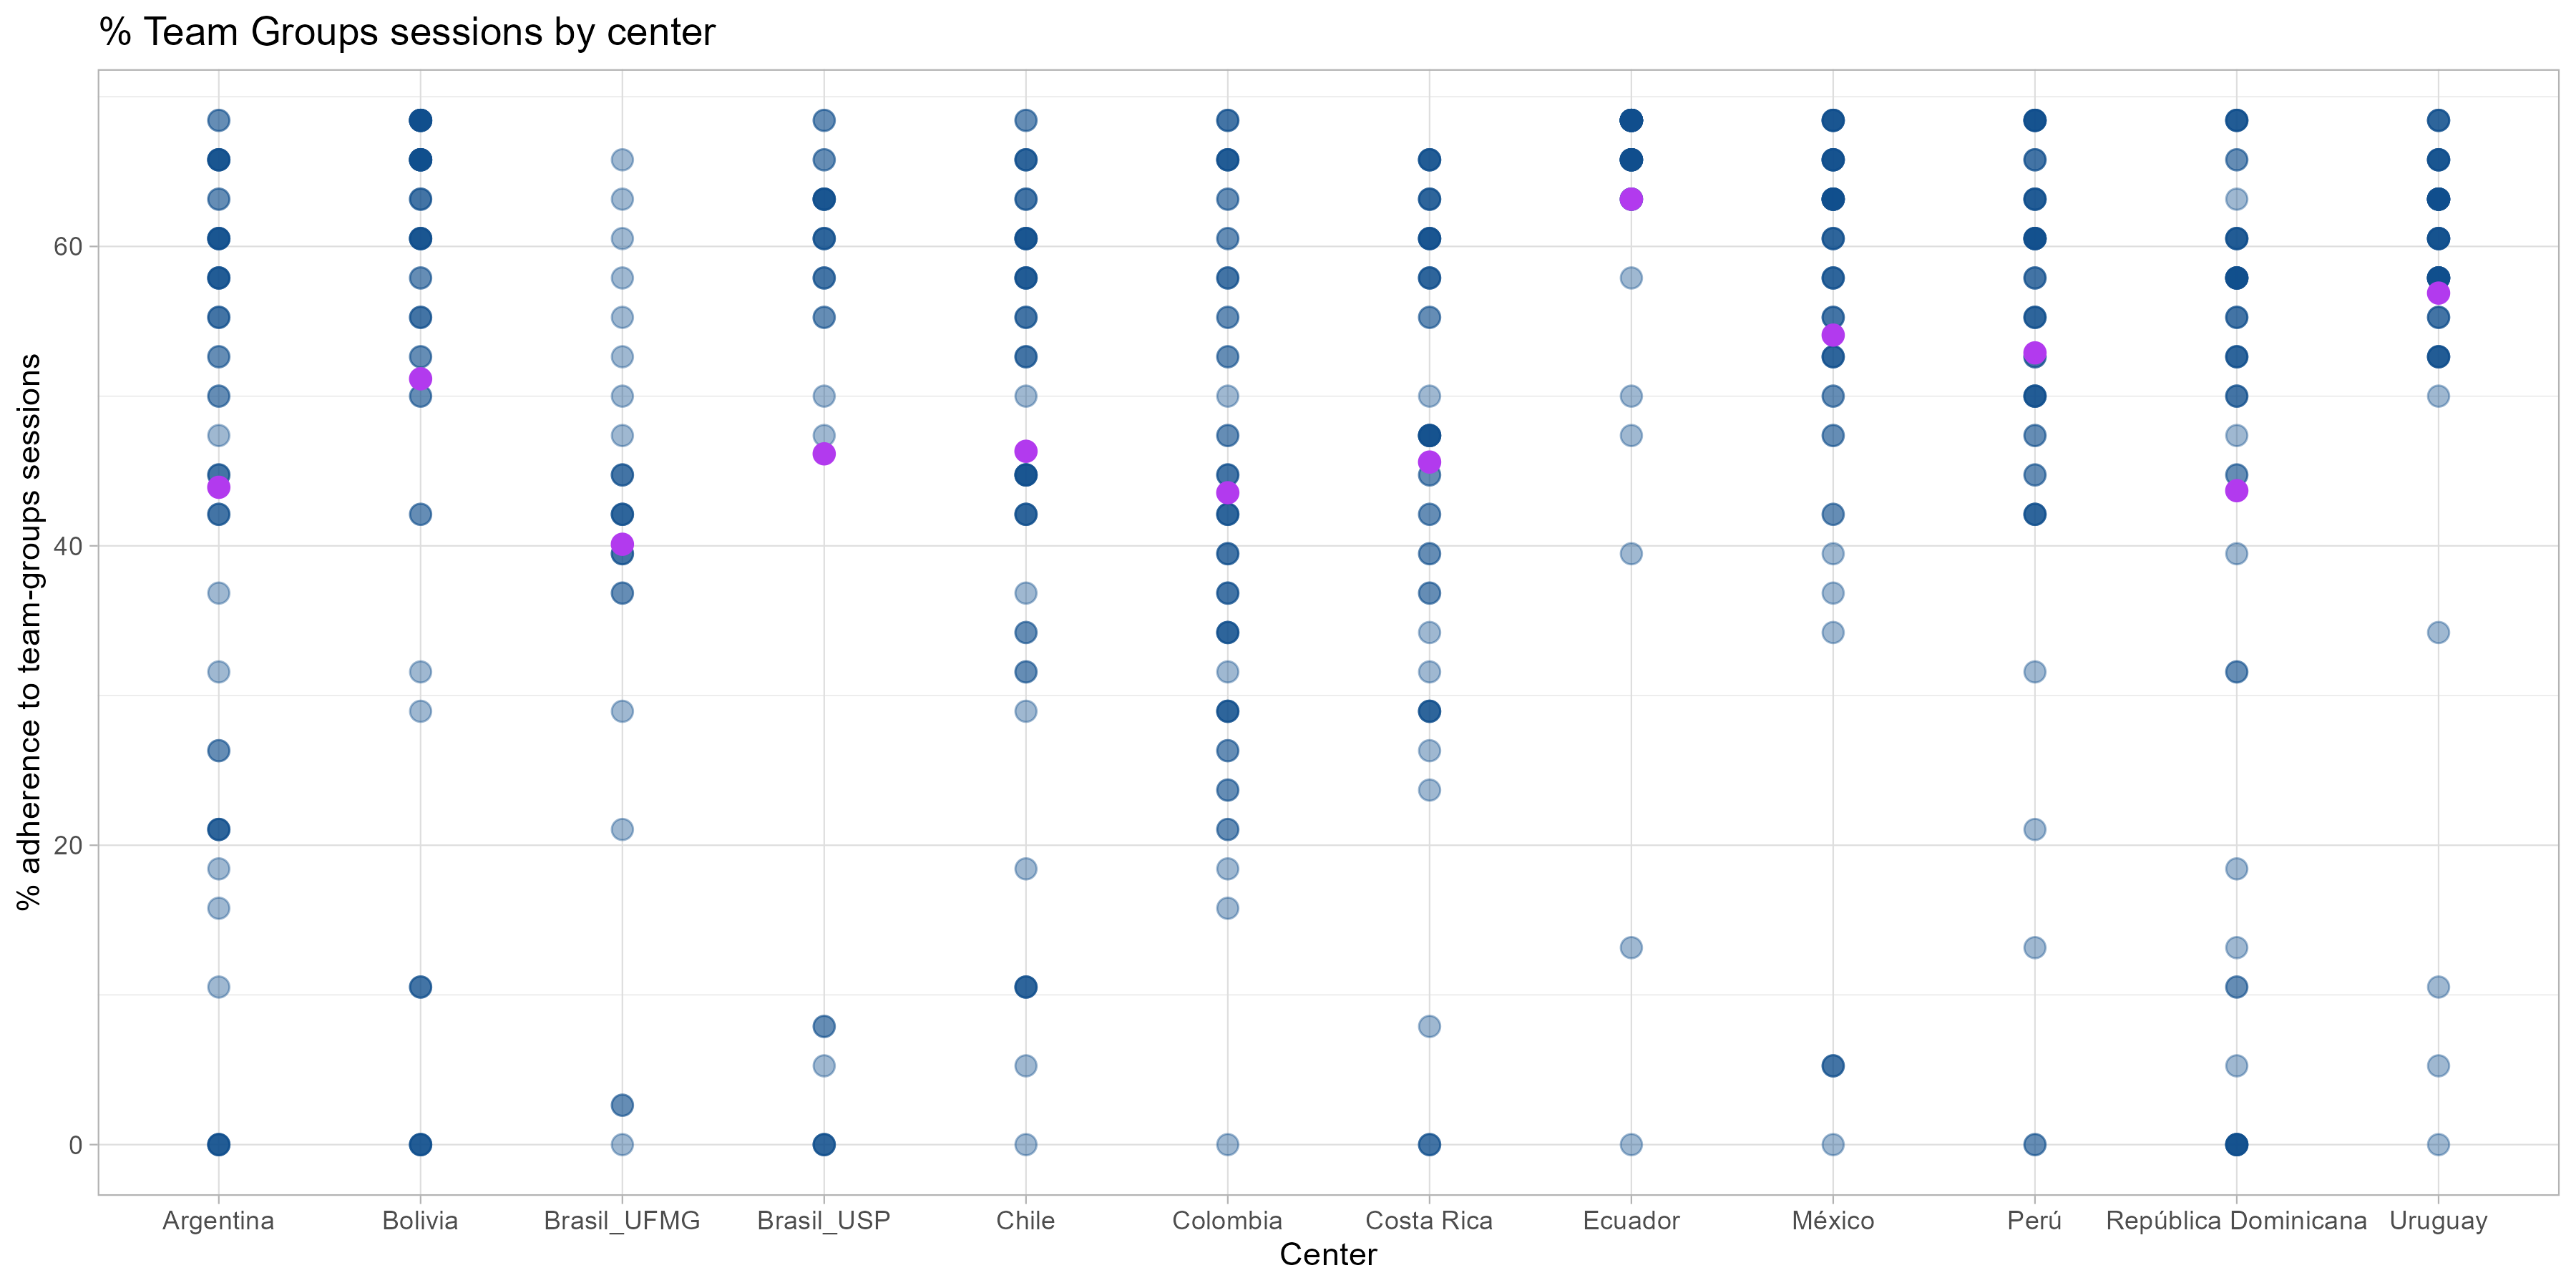 % Team Groups sessions by center
% adherence to team-groups sessions
60
40
20
0
Argentina Bolivia Brasil_UFMG Brasil_USP Chile Colombia Costa Rica Ecuador México Perú República Dominicana Uruguay
Center